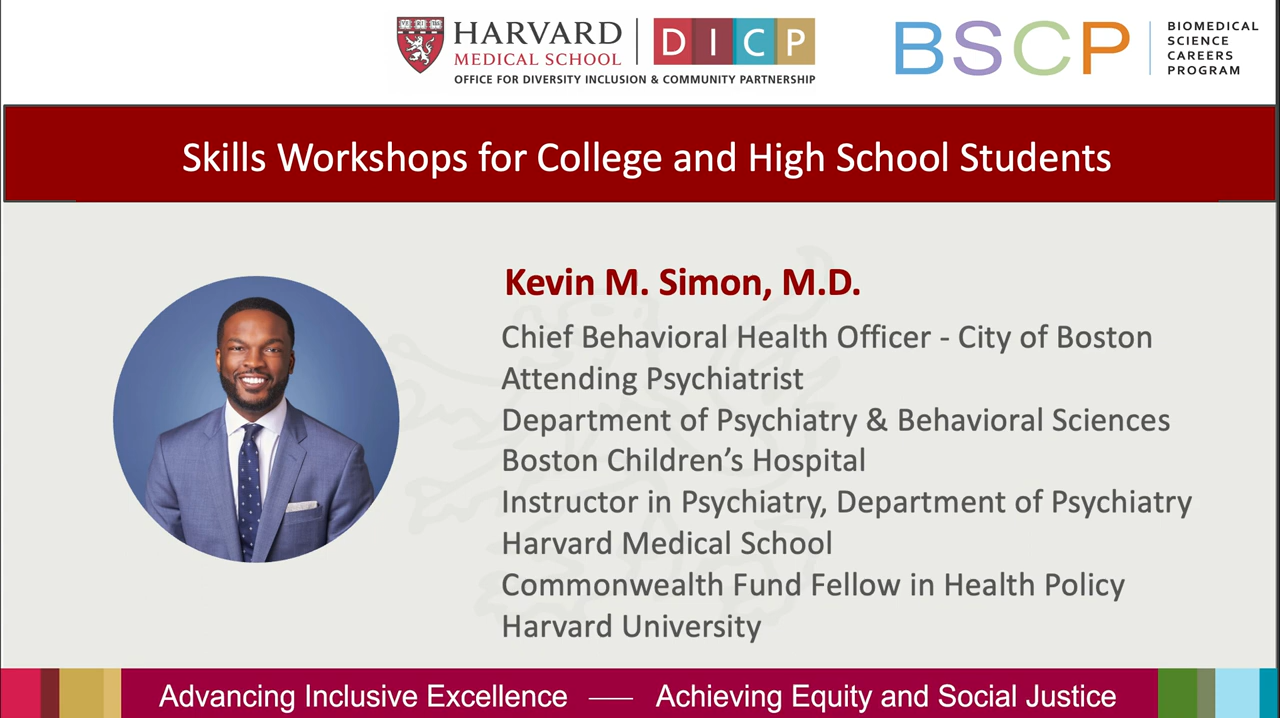 HARVARD
MEDICAL SCHOOL
DICP
OFFICE FOR DIVERSITY INCLUSION & COMMUNITY PARTNERSHIP
BSCP
BIOMEDICAL
SCIENCE
CAREERS
PROGRAM
Skills Workshops for College and High School Students
Kevin M. Simon, M.D.
Chief Behavioral Health Officer - City of Boston
Attending Psychiatrist
Department of Psychiatry & Behavioral Sciences
Boston Children’s Hospital
Instructor in Psychiatry, Department of Psychiatry
Harvard Medical School
Commonwealth Fund Fellow in Health Policy
Harvard University
Advancing Inclusive Excellence — Achieving Equity and Social Justice